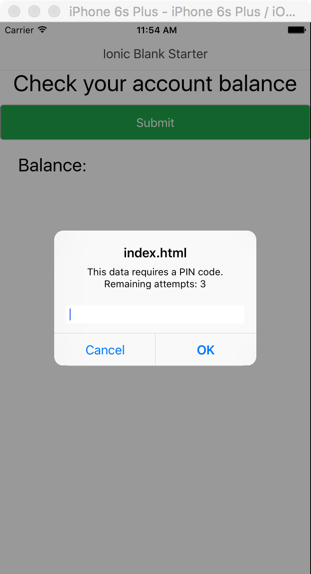 iPhone 6s Plus - iPhone 6s Plus / iO...
Carrier 11:54 AM
Ionic Blank Starter
Check your account balance
Submit
Balance:
index.html
This data requires a PIN code.
Remaining attempts: 3
Cancel OK